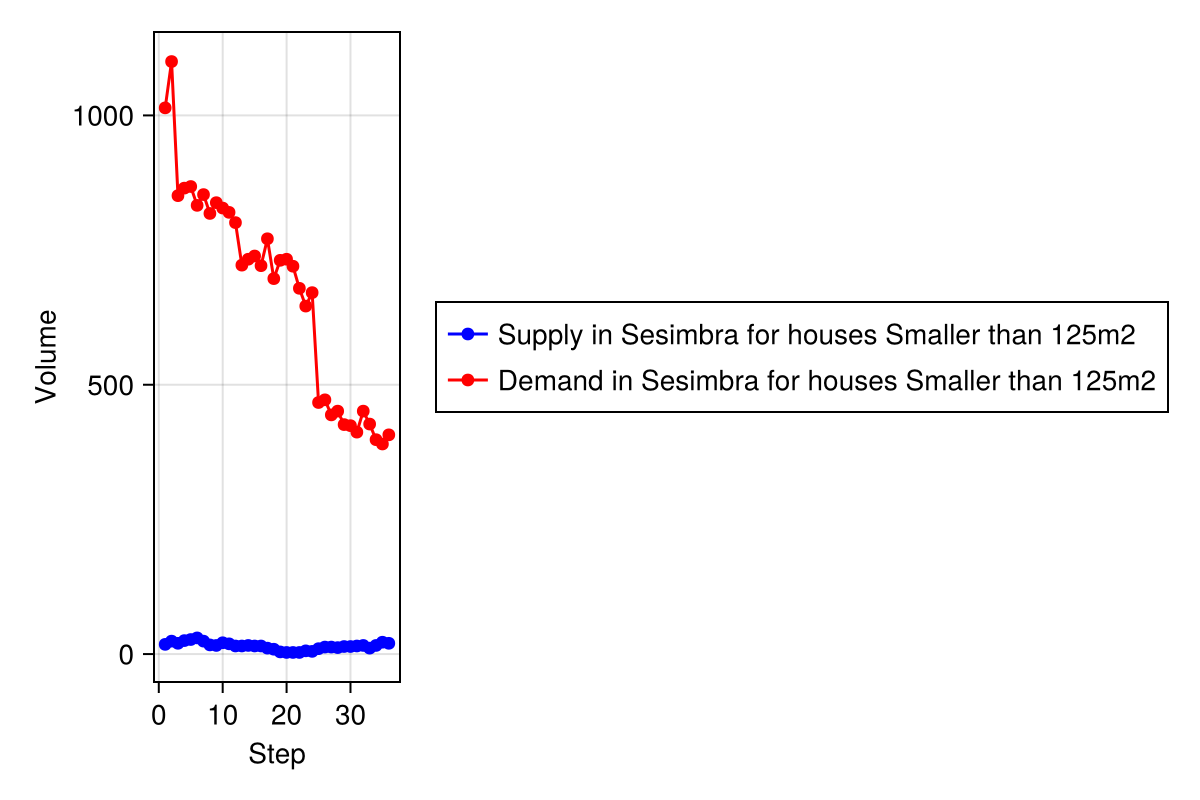 1000
500
0
Volume
0 10 20 30
Step
Supply in Sesimbra for houses Smaller than 125m2
Demand in Sesimbra for houses Smaller than 125m2